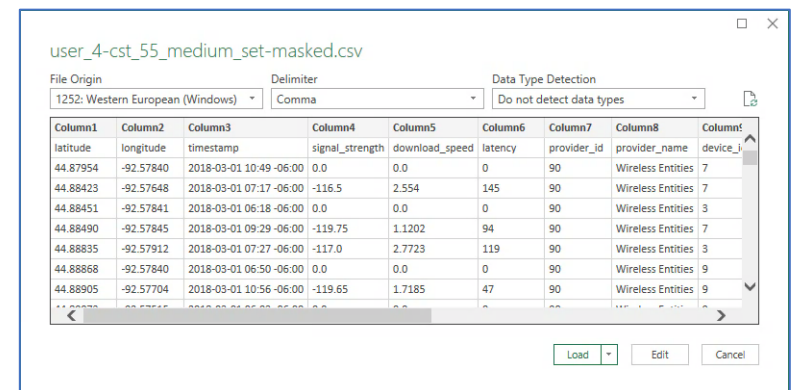 user_4-cst_55_medium_set-masked.csv
File Origin Delimiter Data Type Detection
1252: Western European (Windows) Comma Do not detect data types
Column1 Column2 Column3 Column4 Column5 Column6 Column7 Column8
latitude longitude timestamp signal_strength download_speed latency provider_id provider_name
44.87954 -92.57840 2018-03-01 10:49 -06:00 0.0 0.0 0 90 Wireless Entities 7
44.88423 -92.57648 2018-03-01 07:17 -06:00 -116.5 2.554 145 90 Wireless Entities 7
44.88451 -92.57841 2018-03-01 06:18 -06:00 0.0 0.0 0 90 Wireless Entities 3
44.88490 -92.57845 2018-03-01 09:29 -06:00 -119.75 1.1202 94 90 Wireless Entities 7
44.88835 -92.57912 2018-03-01 07:27 -06:00 -117.0 2.7723 119 90 Wireless Entities 3
44.88868 -92.57840 2018-03-01 06:50 -06:00 0.0 0.0 0 90 Wireless Entities 9
44.88905 -92.57704 2018-03-01 10:56 -06:00 -119.65 1.7185 47 90 Wireless Entities 9
Load Edit Cancel